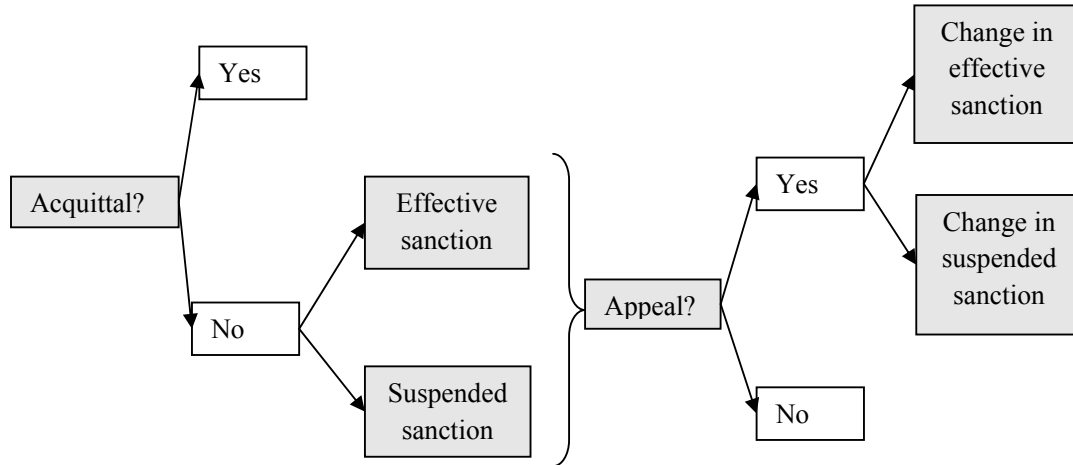 Acquittal?
Yes
No
Effective
sanction
Suspended
sanction
Appeal?
Yes
No
Change in
effective
sanction
Change in
suspended
sanction